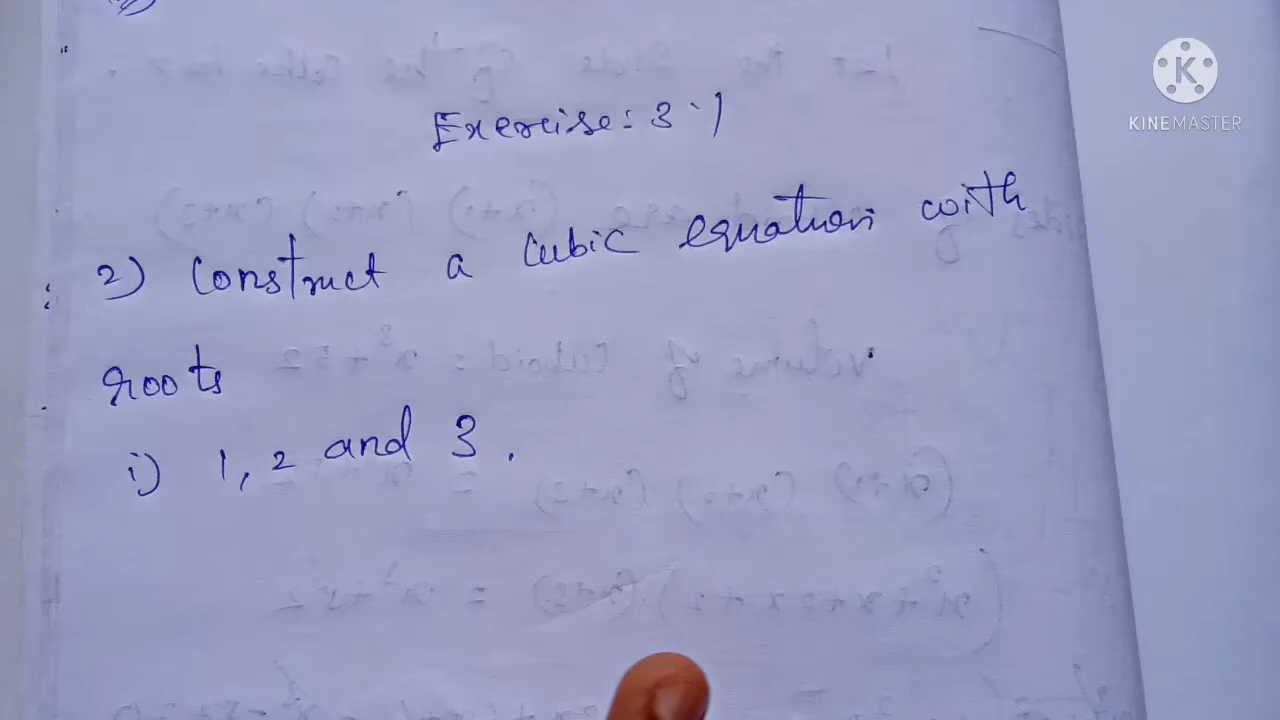 K
KINEMASTER
Exercise: 3.1
2) Construct a cubic equation with
roots
i) 1, 2 and 3.